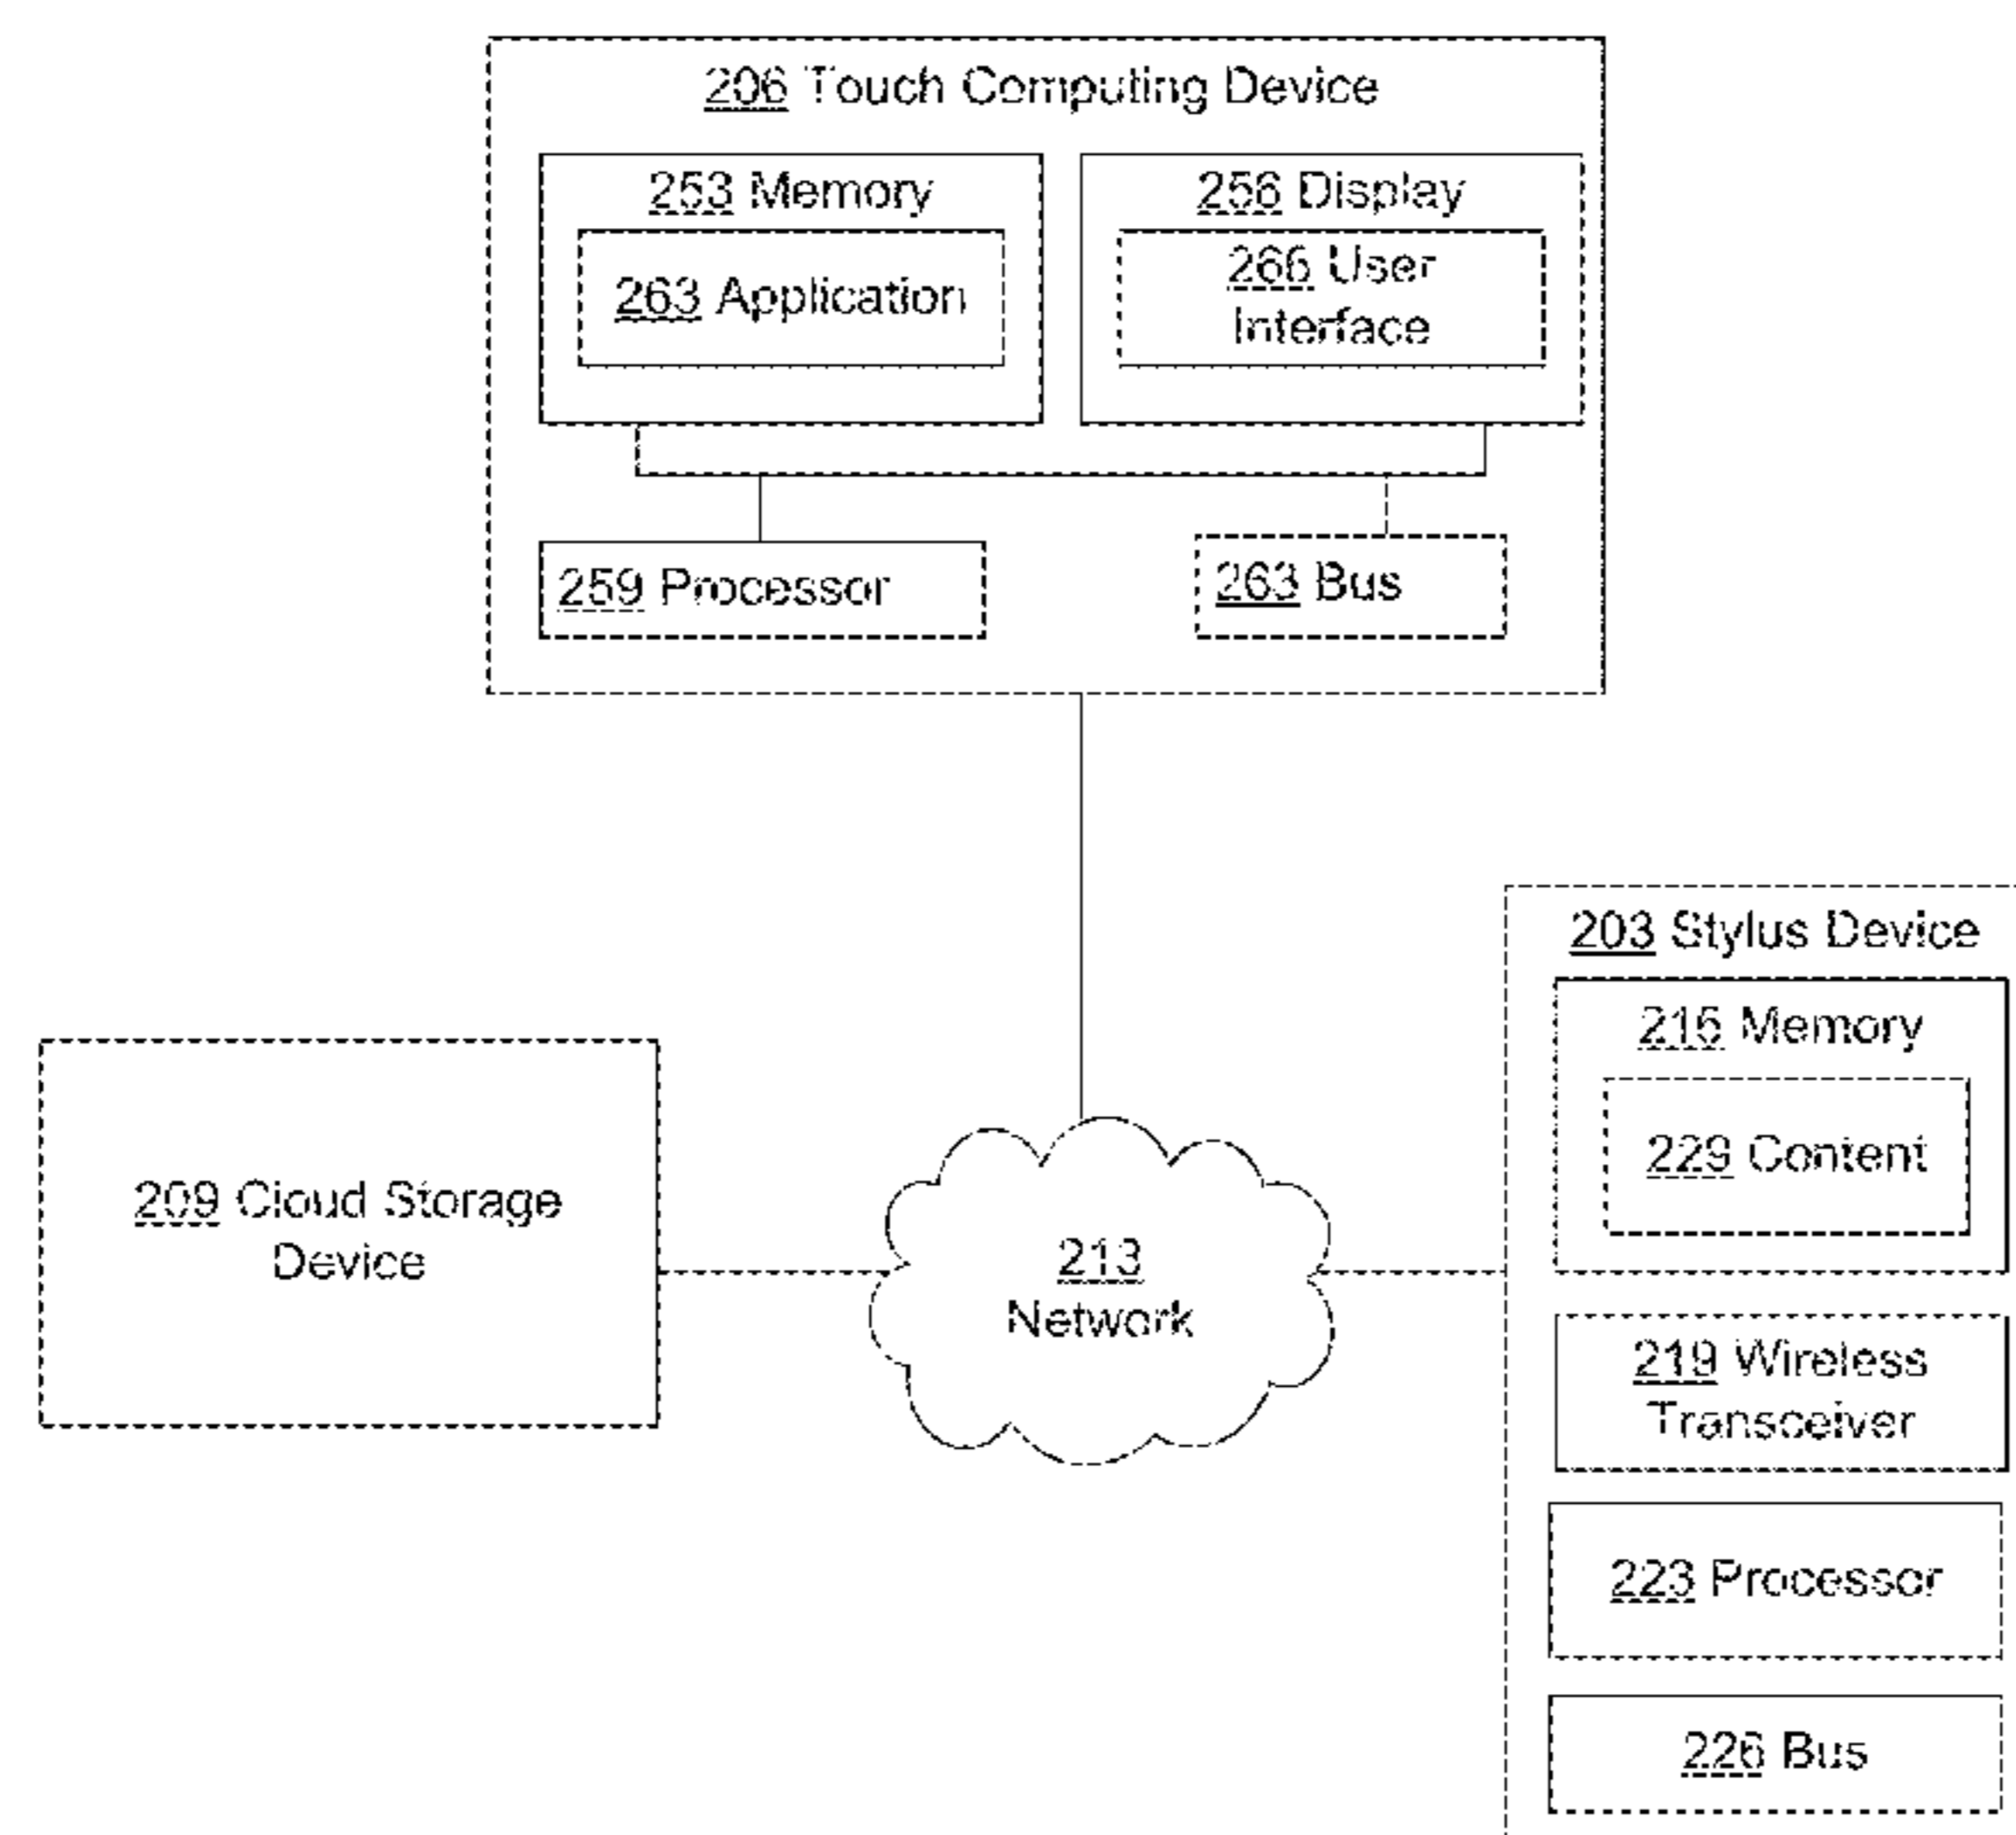 206 Touch Computing Device
253 Memory
263 Application
256 Display
266 User
Interface
259 Processor
263 Bus
209 Cloud Storage
Device
213
Network
203 Stylus Device
216 Memory
229 Content
219 Wireless
Transceiver
223 Processor
226 Bus